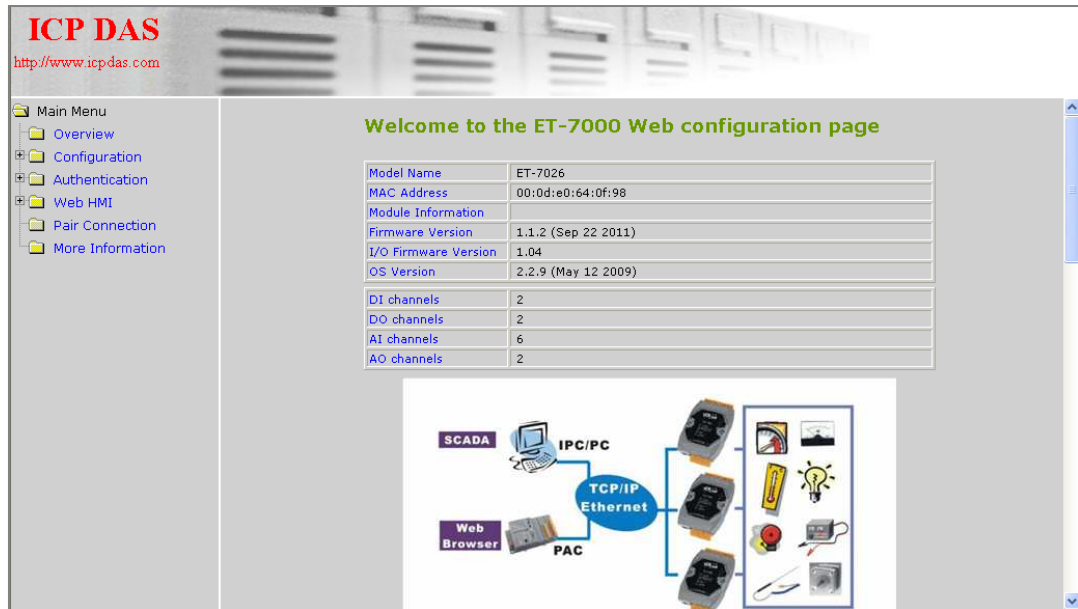 ICP DAS
http://www.icpdas.com
Main Menu
Overview
Configuration
Authentication
Web HMI
Pair Connection
More Information
Welcome to the ET-7000 Web configuration page
Model Name ET-7026
MAC Address 00:0d:e0:64:0f:98
Module Information
Firmware Version 1.1.2 (Sep 22 2011)
I/O Firmware Version 1.04
OS Version 2.2.9 (May 12 2009)
DI channels 2
DO channels 2
AI channels 6
AO channels 2
SCADA
IPC/PC
TCP/IP
Ethernet
Web
Browser
PAC